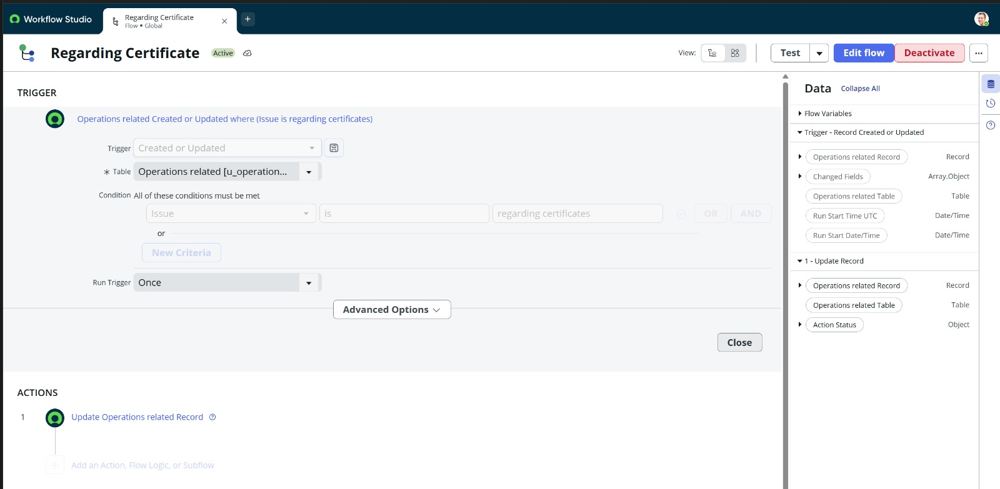 Workflow Studio
Regarding Certificate
Flow • Global
Regarding Certificate
Active
View:
Test
Edit flow
Deactivate
TRIGGER
Operations related Created or Updated where (Issue is regarding certificates)
Trigger Created or Updated
* Table Operations related [u_operation...
Condition All of these conditions must be met
Issue is regarding certificates OR AND
or
New Criteria
Run Trigger Once
Advanced Options
Close
ACTIONS
1 Update Operations related Record
Add an Action, Flow Logic, or Subflow
Data Collapse All
Flow Variables
Trigger - Record Created or Updated
Operations related Record Record
Changed Fields Array.Object
Operations related Table Table
Run Start Time UTC Date/Time
Run Start Date/Time Date/Time
1 - Update Record
Operations related Record Record
Operations related Table Table
Action Status Object